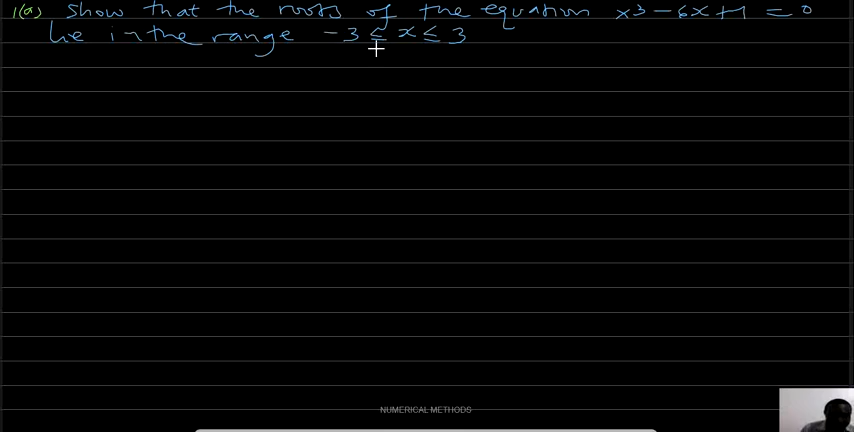 1(a) Show that the roots of the equation x3 - 6x + 1 = 0
lie in the range -3 ≤ x ≤ 3
NUMERICAL METHODS